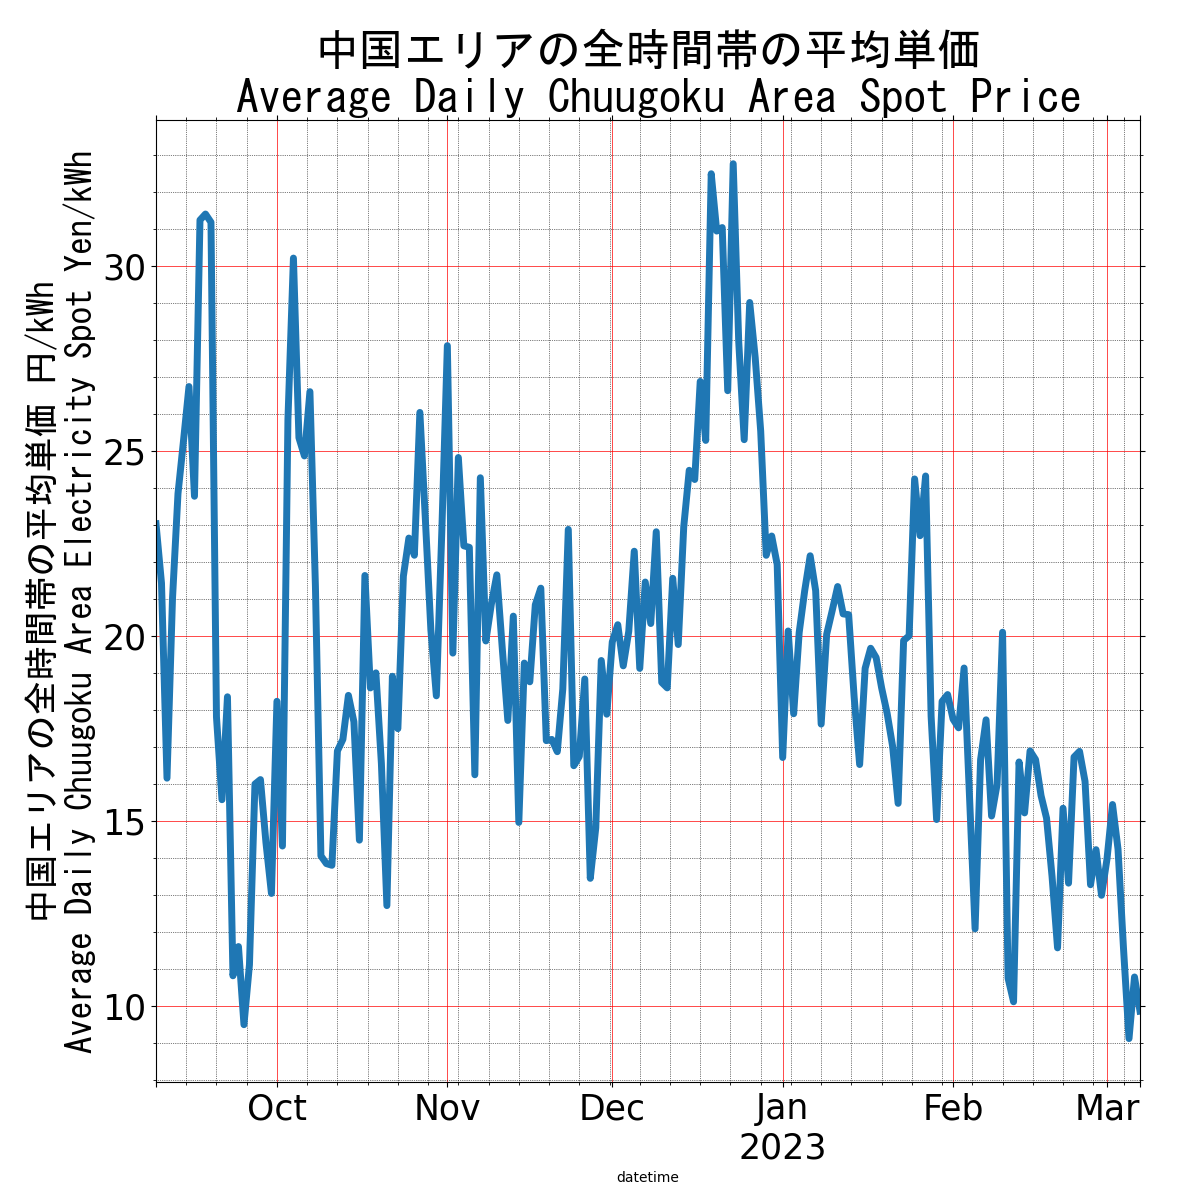 中国エリアの全時間帯の平均単価
Average Daily Chuugoku Area Spot Price
中国エリアの全時間帯の平均単価 円/kWh
Average Daily Chuugoku Area Electricity Spot Yen/kWh
30
25
20
15
10
Oct Nov Dec Jan Feb Mar
2023
datetime